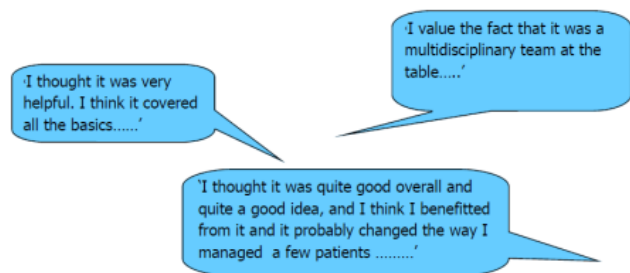 ‘I value the fact that it was a
multidisciplinary team at the
table…..’
‘I thought it was very
helpful. I think it covered
all the basics……’
‘I thought it was quite good overall and
quite a good idea, and I think I benefitted
from it and it probably changed the way I
managed a few patients ………’